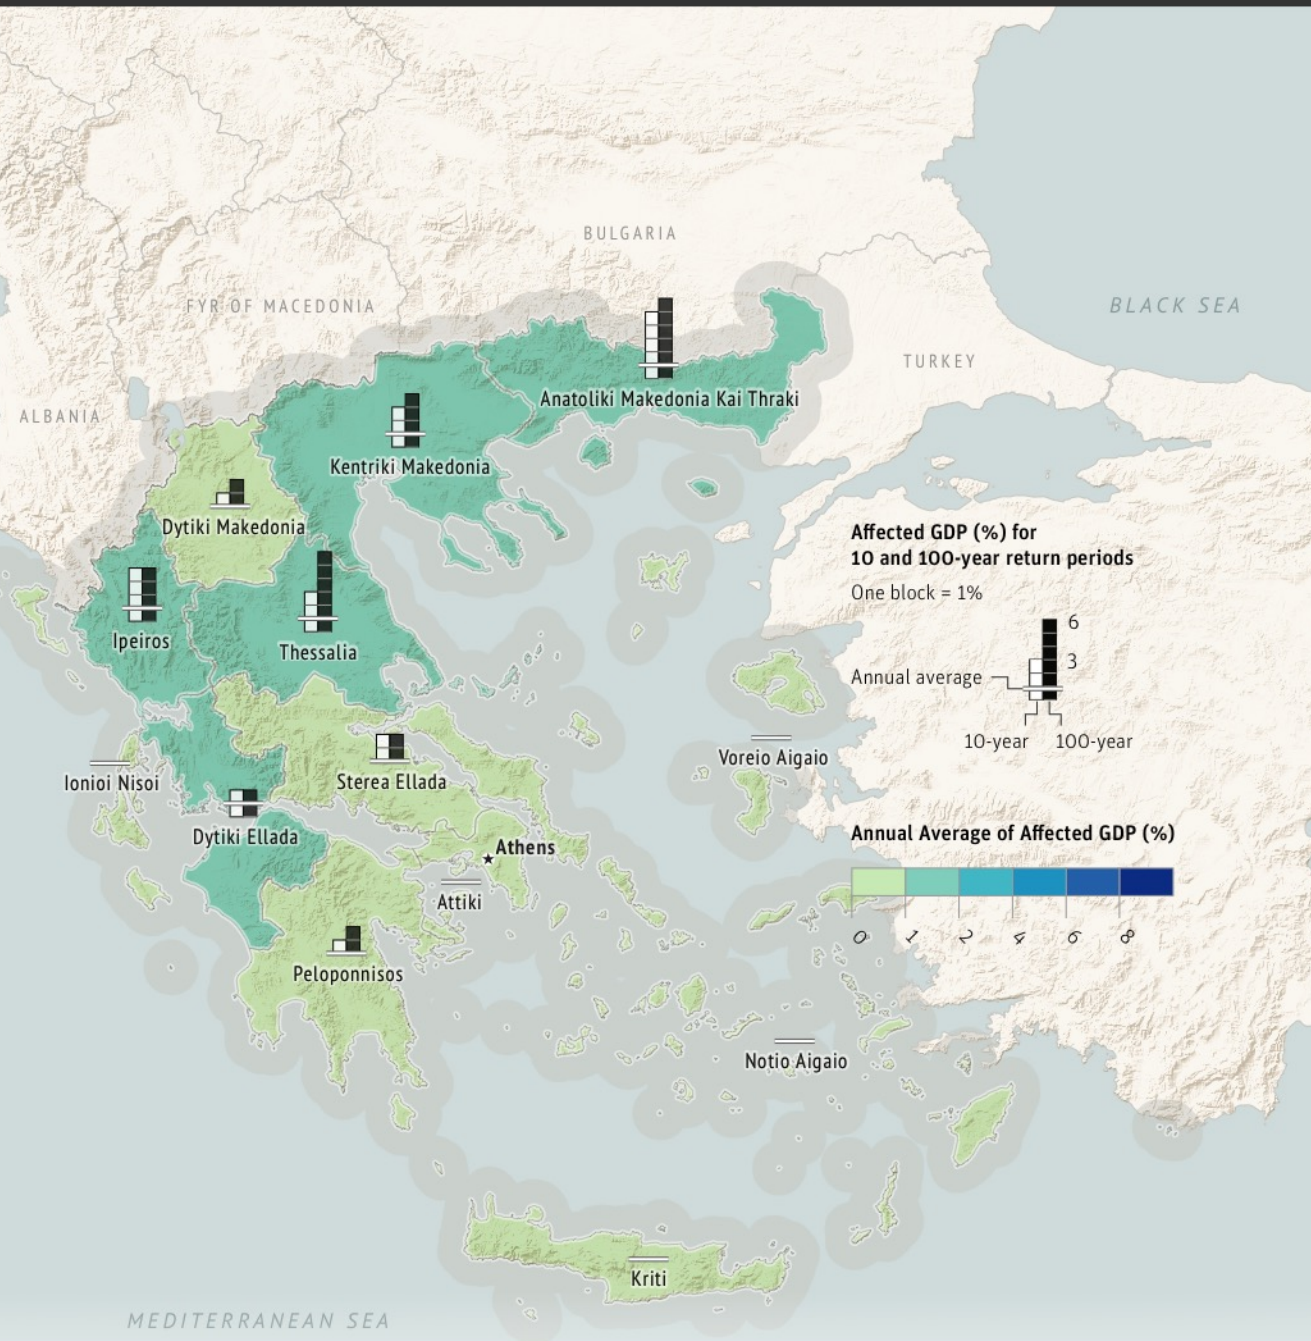 BULGARIA
FYR OF MACEDONIA
BLACK SEA
TURKEY
ALBANIA
Anatoliki Makedonia Kai Thraki
Kentriki Makedonia
Dytiki Makedonia
Ipeiros
Thessalia
Ionioi Nisoi
Sterea Ellada
Dytiki Ellada
Athens
Attiki
Peloponnisos
Voreio Aigaio
Notio Aigaio
Kriti
MEDITERRANEAN SEA
Affected GDP (%) for
10 and 100-year return periods
One block = 1%
6
3
Annual average
10-year 100-year
Annual Average of Affected GDP (%)
0 1 2 4 6 8